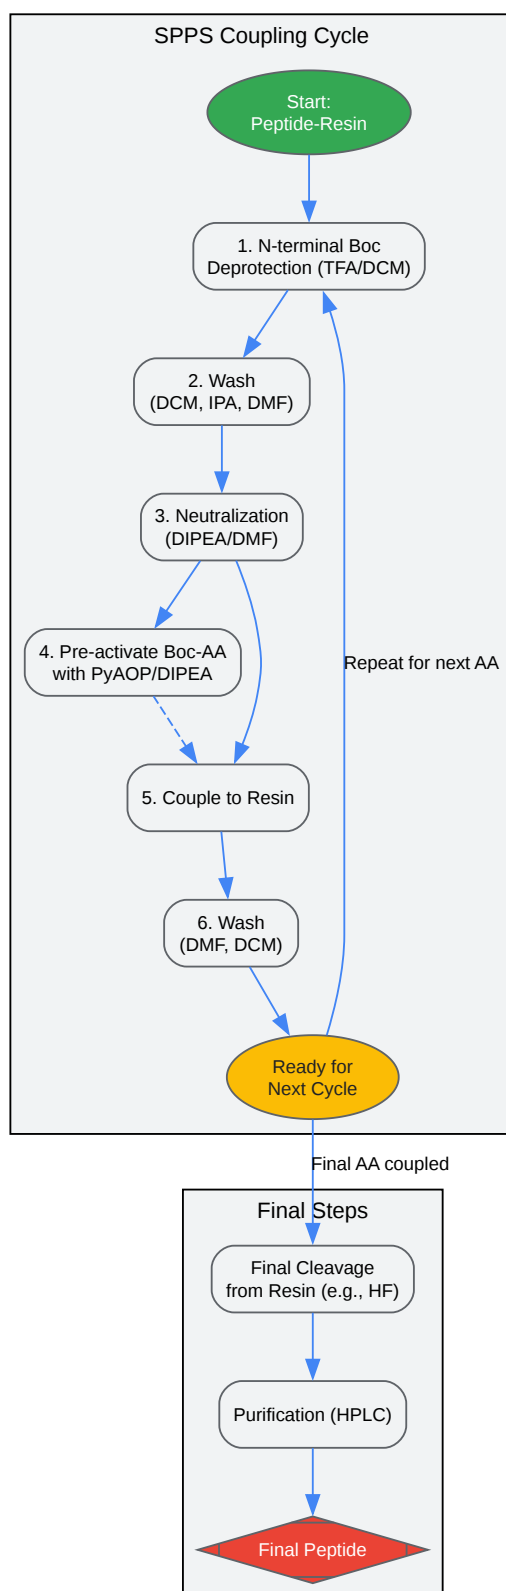 SPPS Coupling Cycle
Start:
Peptide-Resin
1. N-terminal Boc
Deprotection (TFA/DCM)
2. Wash
(DCM, IPA, DMF)
3. Neutralization
(DIPEA/DMF)
4. Pre-activate Boc-AA
with PyAOP/DIPEA
Repeat for next AA
5. Couple to Resin
6. Wash
(DMF, DCM)
Ready for
Next Cycle
Final AA coupled
Final Steps
Final Cleavage
from Resin (e.g., HF)
Purification (HPLC)
Final Peptide